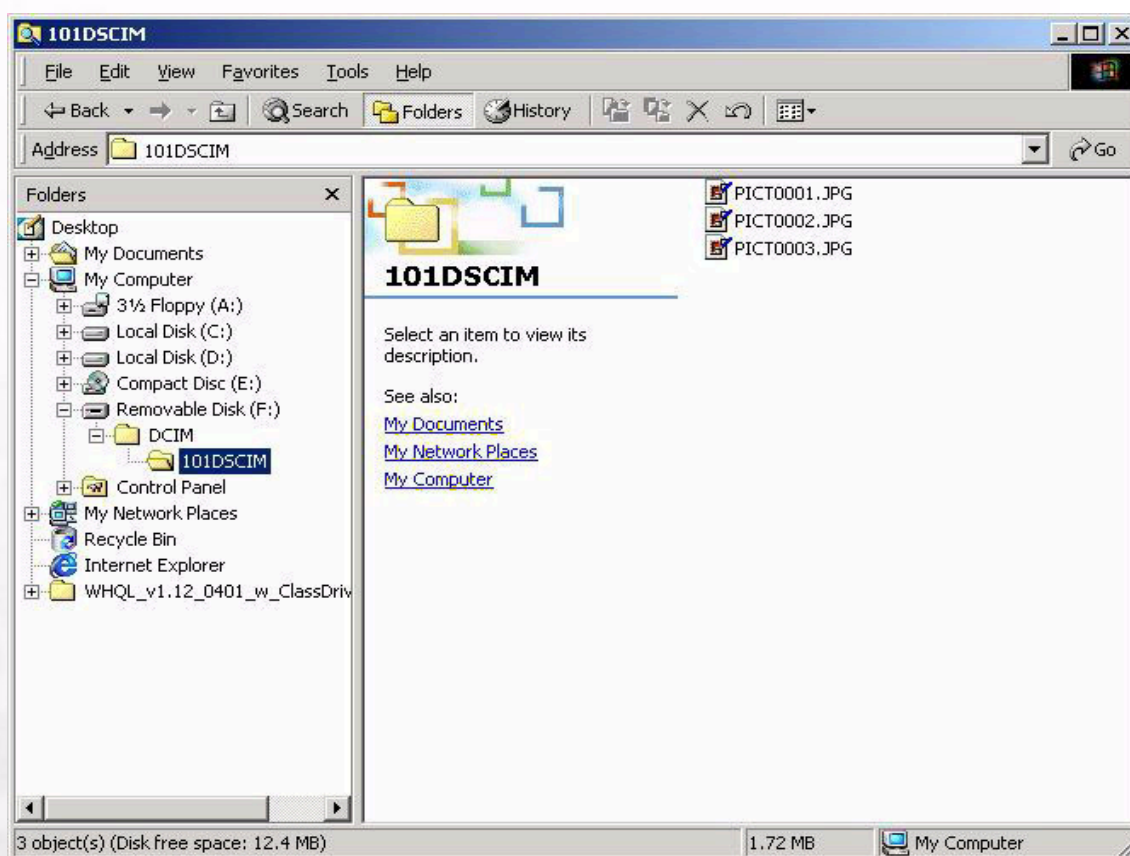 101DSCIM
File Edit View Favorites Tools Help
Back Search Folders History
Address 101DSCIM Go
Folders
Desktop
My Documents
My Computer
3½ Floppy (A:)
Local Disk (C:)
Local Disk (D:)
Compact Disc (E:)
Removable Disk (F:)
DCIM
101DSCIM
Control Panel
My Network Places
Recycle Bin
Internet Explorer
WHQL_v1.12_0401_w_ClassDriv
101DSCIM
Select an item to view its
description.
See also:
My Documents
My Network Places
My Computer
PICT0001.JPG
PICT0002.JPG
PICT0003.JPG
3 object(s) (Disk free space: 12.4 MB) 1.72 MB My Computer